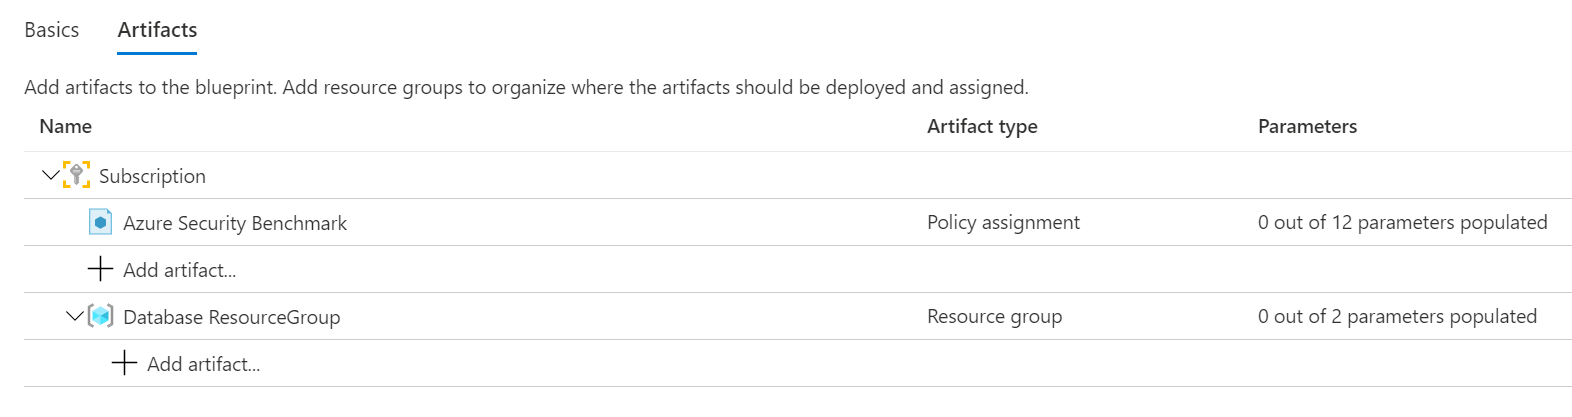 Basics Artifacts
Add artifacts to the blueprint. Add resource groups to organize where the artifacts should be deployed and assigned.
Name Artifact type Parameters
Subscription
Azure Security Benchmark Policy assignment 0 out of 12 parameters populated
Add artifact...
Database ResourceGroup Resource group 0 out of 2 parameters populated
Add artifact...